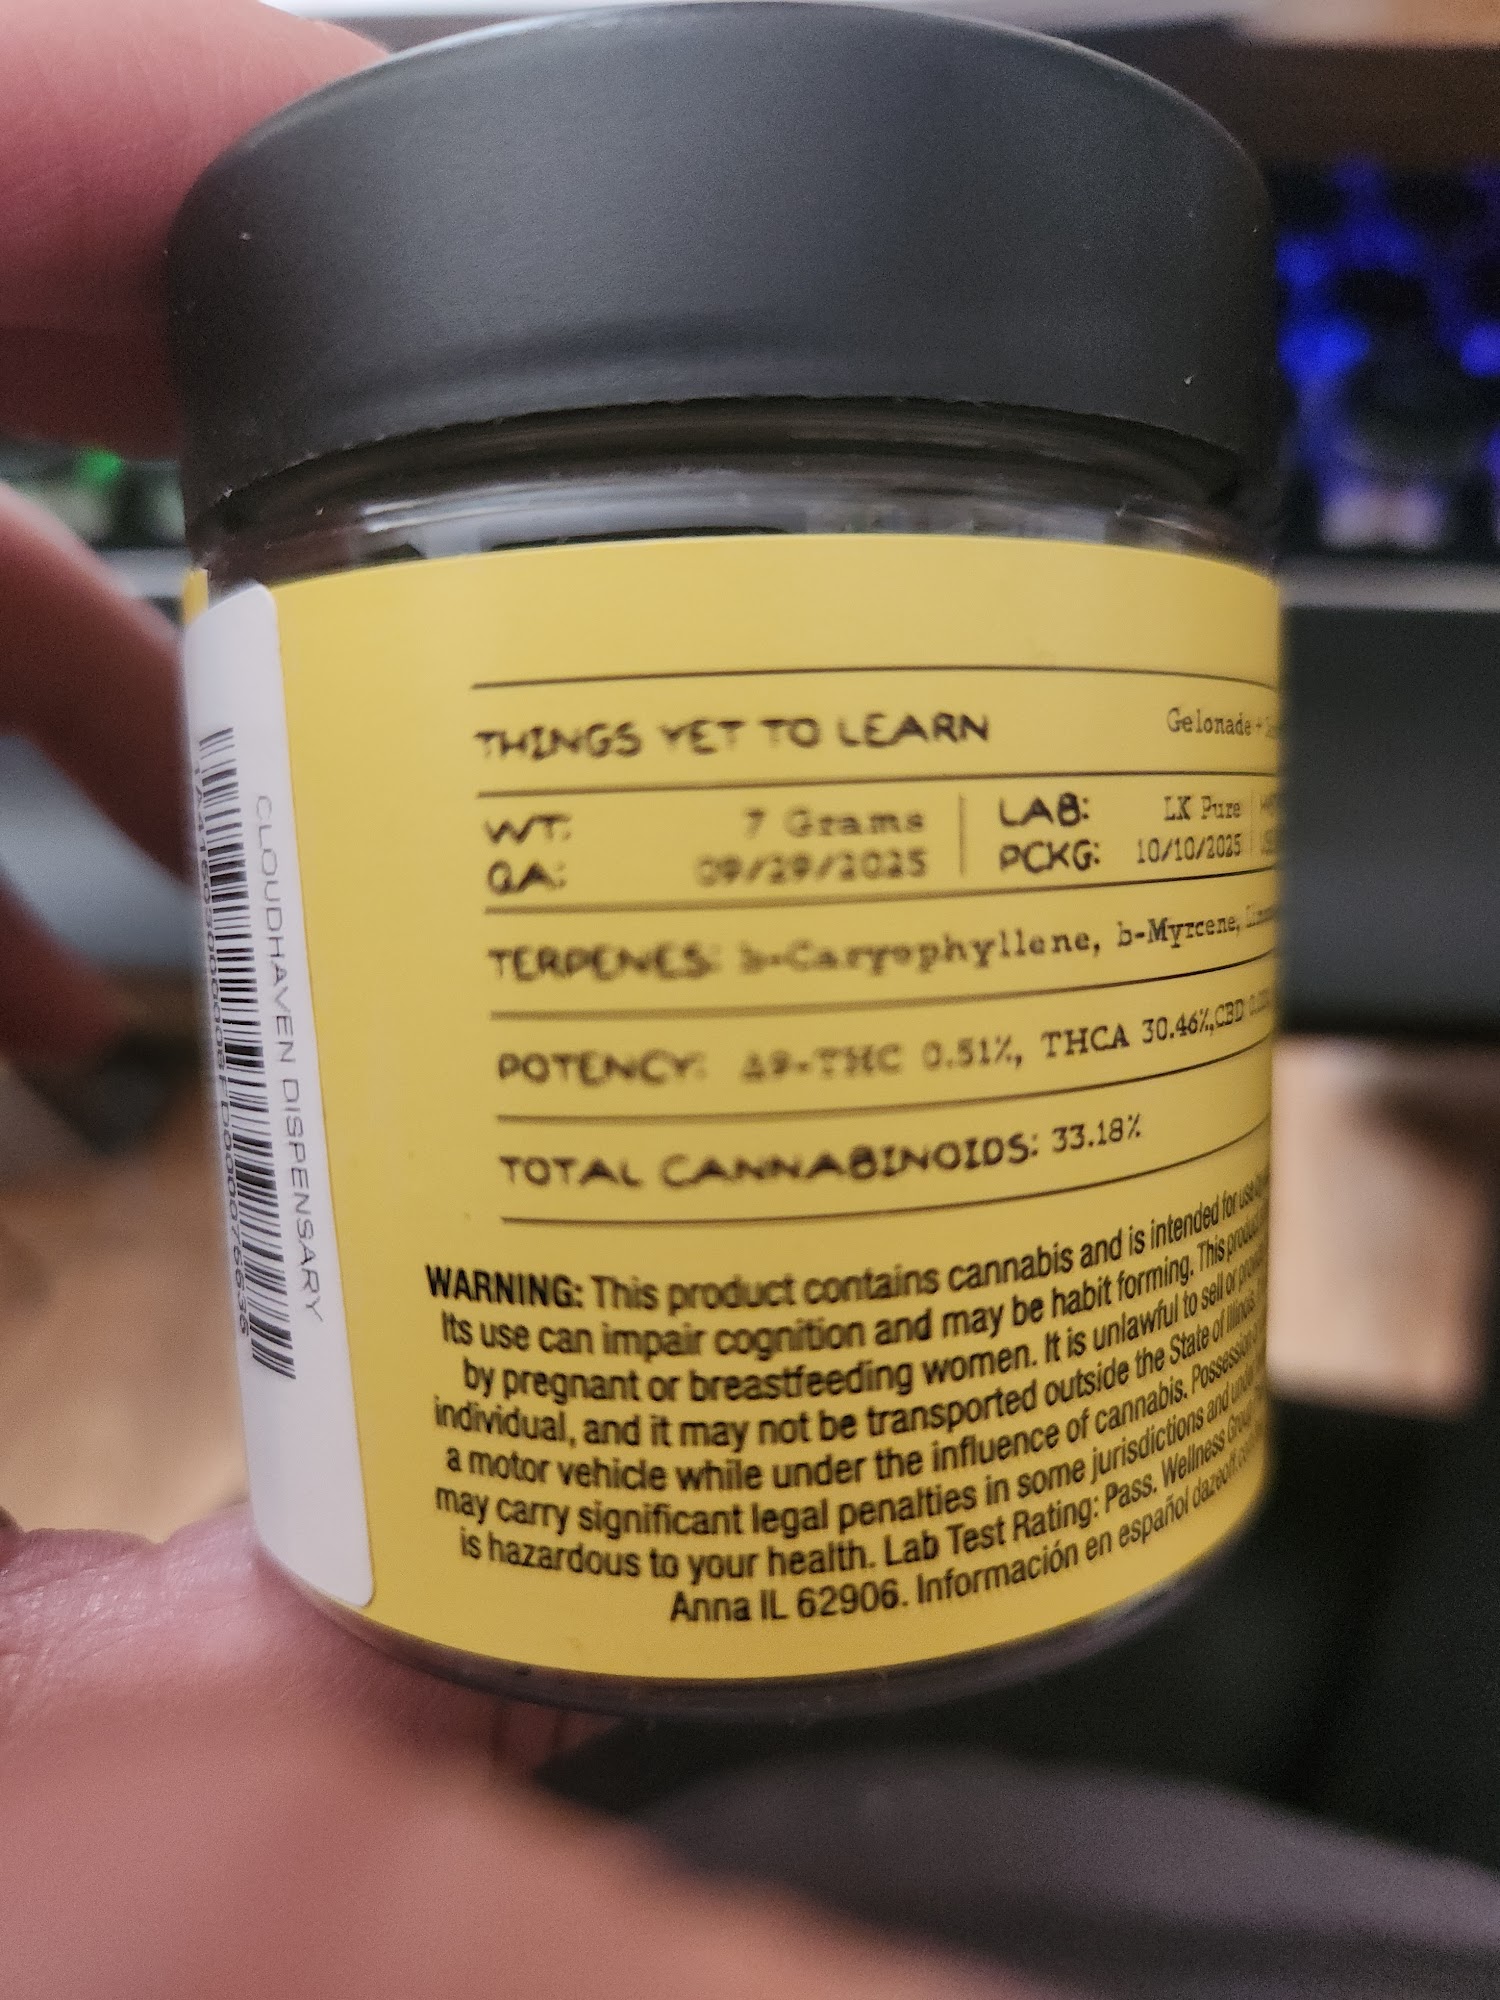 THINGS YET TO LEARN Gelonade +
WT: 7 Grams LAB: LK Pure
QA: 09/29/2025 PCKG: 10/10/2025
TERPENES: b-Caryophyllene, b-Myrcene,
POTENCY: Δ9-THC 0.51%, THCA 30.46%, CBD
TOTAL CANNABINOIDS: 33.18%
WARNING: This product contains cannabis and is intended for use
Its use can impair cognition and may be habit forming. This product
by pregnant or breastfeeding women. It is unlawful to sell or
individual, and it may not be transported outside the State of Illinois.
a motor vehicle while under the influence of cannabis. Possession
may carry significant legal penalties in some jurisdictions and
is hazardous to your health. Lab Test Rating: Pass. Wellness Group
Anna IL 62906. Información en español
CLOUDHAVEN DISPENSARY